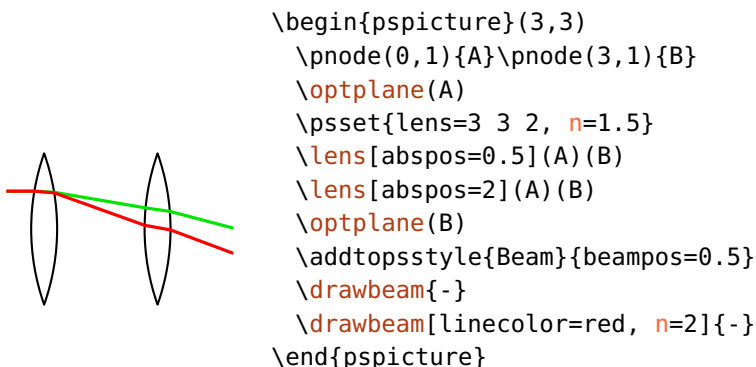 \begin{pspicture}(3,3)
\pnode(0,1){A}\pnode(3,1){B}
\optplane(A)
\psset{lens=3 3 2, n=1.5}
\lens[abspos=0.5](A)(B)
\lens[abspos=2](A)(B)
\optplane(B)
\addtopsstyle{Beam}{beampos=0.5}
\drawbeam{-}
\drawbeam[linecolor=red, n=2]{-}
\end{pspicture}